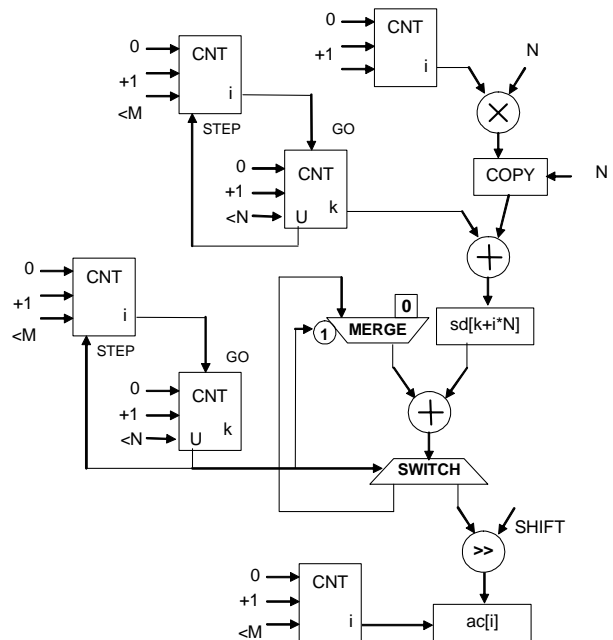 0
CNT
+1
i
<M
STEP
0
CNT
+1
i
N
×
COPY
N
GO
0
CNT
+1
<N
U
k
+
sd[k+i*N]
0
CNT
+1
i
<M
STEP
GO
0
CNT
+1
<N
U
k
0
1
MERGE
+
SWITCH
SHIFT
>>
0
CNT
+1
<M
i
ac[i]